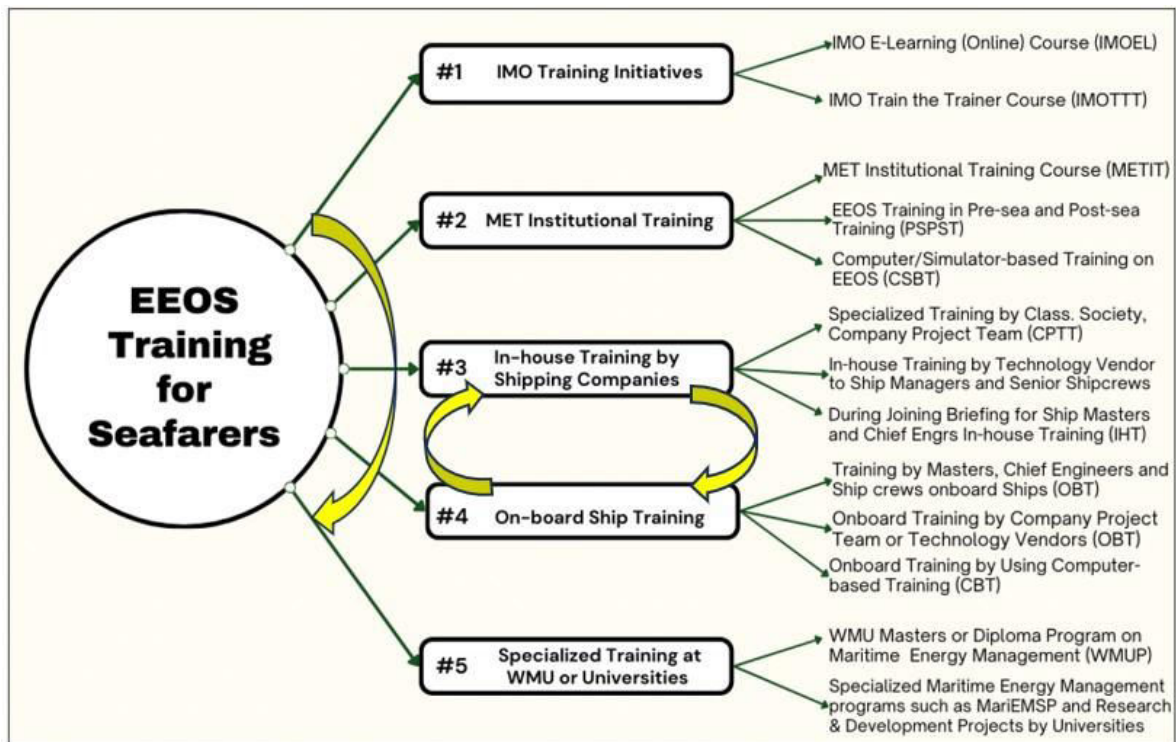 EEOS
Training
for
Seafarers
#1 IMO Training Initiatives
IMO E-Learning (Online) Course (IMOEL)
IMO Train the Trainer Course (IMOTTT)
#2 MET Institutional Training
MET Institutional Training Course (METIT)
EEOS Training in Pre-sea and Post-sea
Training (PSPST)
Computer/Simulator-based Training on
EEOS (CSBT)
#3 In-house Training by
Shipping Companies
Specialized Training by Class. Society,
Company Project Team (CPTT)
In-house Training by Technology Vendor
to Ship Managers and Senior Shipcrews
During Joining Briefing for Ship Masters
and Chief Engrs In-house Training (IHT)
#4 On-board Ship Training
Training by Masters, Chief Engineers and
Ship crews onboard Ships (OBT)
Onboard Training by Company Project
Team or Technology Vendors (OBT)
Onboard Training by Using Computer-
based Training (CBT)
#5 Specialized Training at
WMU or Universities
WMU Masters or Diploma Program on
Maritime Energy Management (WMUP)
Specialized Maritime Energy Management
programs such as MariEMSP and Research
& Development Projects by Universities